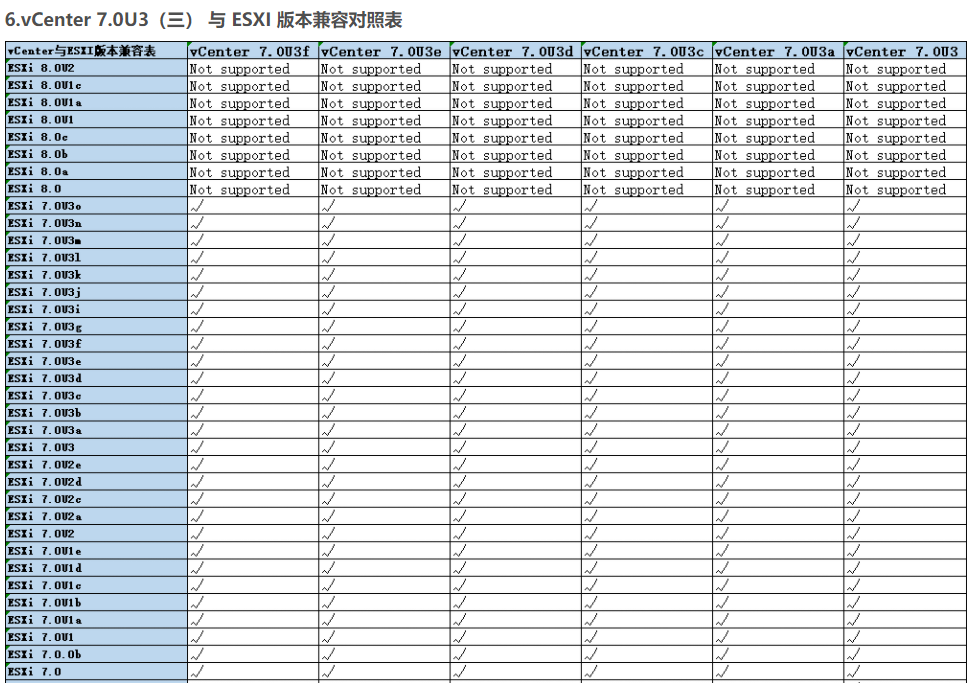 6.vCenter 7.0U3（三） 与 ESXI 版本兼容对照表
vCenter与ESXI版本兼容表 vCenter 7.0U3f vCenter 7.0U3e vCenter 7.0U3d vCenter 7.0U3c vCenter 7.0U3a vCenter 7.0U3
ESXi 8.0U2 Not supported Not supported Not supported Not supported Not supported Not supported
ESXi 8.0U1c Not supported Not supported Not supported Not supported Not supported Not supported
ESXi 8.0U1a Not supported Not supported Not supported Not supported Not supported Not supported
ESXi 8.0U1 Not supported Not supported Not supported Not supported Not supported Not supported
ESXi 8.0c Not supported Not supported Not supported Not supported Not supported Not supported
ESXi 8.0b Not supported Not supported Not supported Not supported Not supported Not supported
ESXi 8.0a Not supported Not supported Not supported Not supported Not supported Not supported
ESXi 8.0 Not supported Not supported Not supported Not supported Not supported Not supported
ESXi 7.0U3o √ √ √ √ √ √
ESXi 7.0U3n √ √ √ √ √ √
ESXi 7.0U3m √ √ √ √ √ √
ESXi 7.0U3l √ √ √ √ √ √
ESXi 7.0U3k √ √ √ √ √ √
ESXi 7.0U3j √ √ √ √ √ √
ESXi 7.0U3i √ √ √ √ √ √
ESXi 7.0U3g √ √ √ √ √ √
ESXi 7.0U3f √ √ √ √ √ √
ESXi 7.0U3e √ √ √ √ √ √
ESXi 7.0U3d √ √ √ √ √ √
ESXi 7.0U3c √ √ √ √ √ √
ESXi 7.0U3b √ √ √ √ √ √
ESXi 7.0U3a √ √ √ √ √ √
ESXi 7.0U3 √ √ √ √ √ √
ESXi 7.0U2e √ √ √ √ √ √
ESXi 7.0U2d √ √ √ √ √ √
ESXi 7.0U2c √ √ √ √ √ √
ESXi 7.0U2a √ √ √ √ √ √
ESXi 7.0U2 √ √ √ √ √ √
ESXi 7.0U1e √ √ √ √ √ √
ESXi 7.0U1d √ √ √ √ √ √
ESXi 7.0U1c √ √ √ √ √ √
ESXi 7.0U1b √ √ √ √ √ √
ESXi 7.0U1a √ √ √ √ √ √
ESXi 7.0U1 √ √ √ √ √ √
ESXi 7.0.0b √ √ √ √ √ √
ESXi 7.0 √ √ √ √ √ √